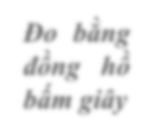 Đo bằng
đồng hồ
bấm giây